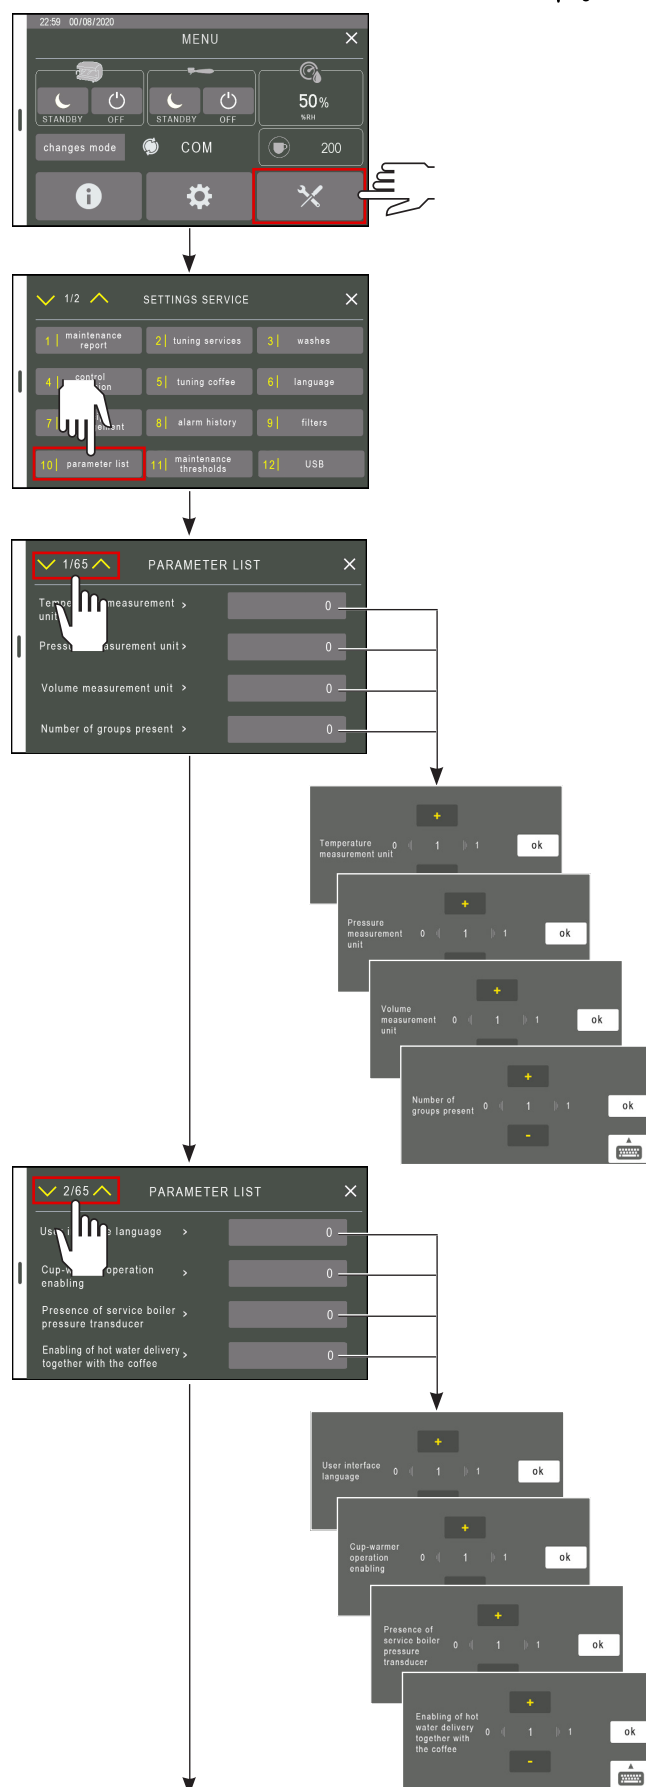 22:59 00/08/2020
MENU
STANDBY OFF STANDBY OFF
50%
%RH
changes mode COM 200
1/2 SETTINGS SERVICE
1 maintenance report
2 tuning services
3 washes
4 control
5 tuning coffee
6 language
7
8 alarm history
9 filters
10 parameter list
11 maintenance thresholds
12 USB
1/65 PARAMETER LIST
measurement > 0
unit
unit > 0
Volume measurement unit > 0
Number of groups present > 0
+
Temperature
measurement unit 0 1 1 ok
+
Pressure
measurement 0 1 1 ok
unit
+
Volume
measurement 0 1 1 ok
unit
+
Number of
groups present 0 1 1 ok
-
2/65 PARAMETER LIST
language > 0
operation
enabling > 0
Presence of service boiler
pressure transducer > 0
Enabling of hot water delivery
together with the coffee > 0
+
User interface
language 0 1 1 ok
+
Cup-warmer
operation 0 1 1 ok
enabling
+
Presence of
service boiler 0 1 1 ok
pressure
transducer
+
Enabling of hot
water delivery 0 1 1 ok
together with
the coffee
-